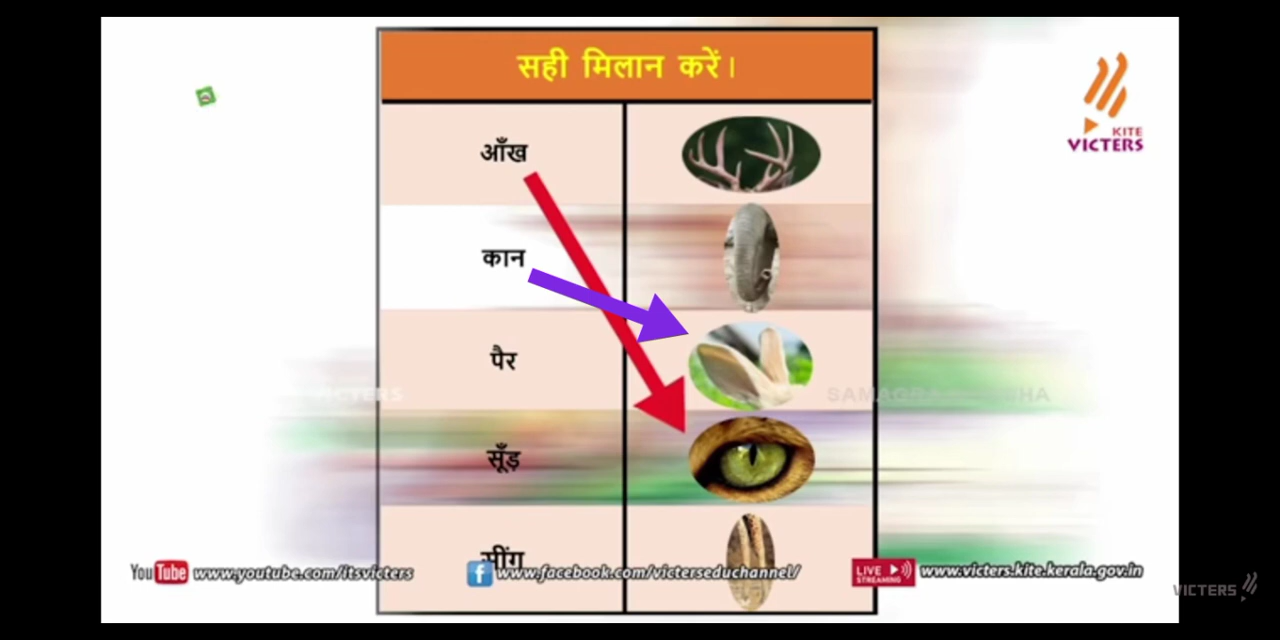 सही मिलान करें।
KITE
VICTERS
आँख
कान
पैर
सूँड़
सींग
YouTube www.youtube.com/itsvicters
f www.facebook.com/victerseduchannel/
LIVE STREAMING www.victers.kite.kerala.gov.in
VICTERS